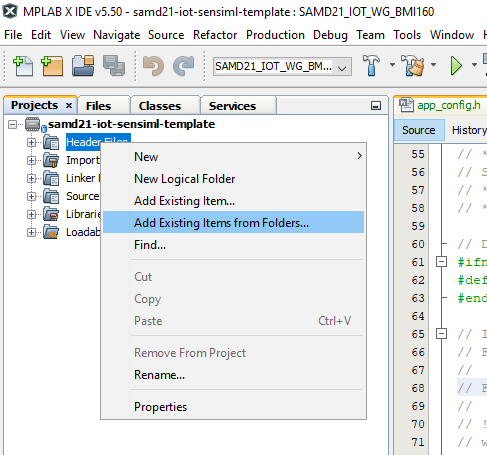 MPLAB X IDE v5.50 - samd21-iot-sensiml-template : SAMD21_IOT_WG_BMI160
File Edit View Navigate Source Refactor Production Debug Team Tools Window
SAMD21_IOT_WG_BM...
Projects × Files Classes Services
app_config.h
samd21-iot-sensiml-template
Source History
Header Files
Import
Linker
Source
Librarie
Loadab
New
New Logical Folder
Add Existing Item...
Add Existing Items from Folders...
Find...
Cut
Copy
Paste Ctrl+V
Remove From Project
Rename...
Properties
55 // *
56 // S
57 // *
58 // *
59
60 // D
61 #ifn
62 #def
63 #end
64
65 // I
66 // F
67 //
68 // F
69 //
70 // !
71 // w